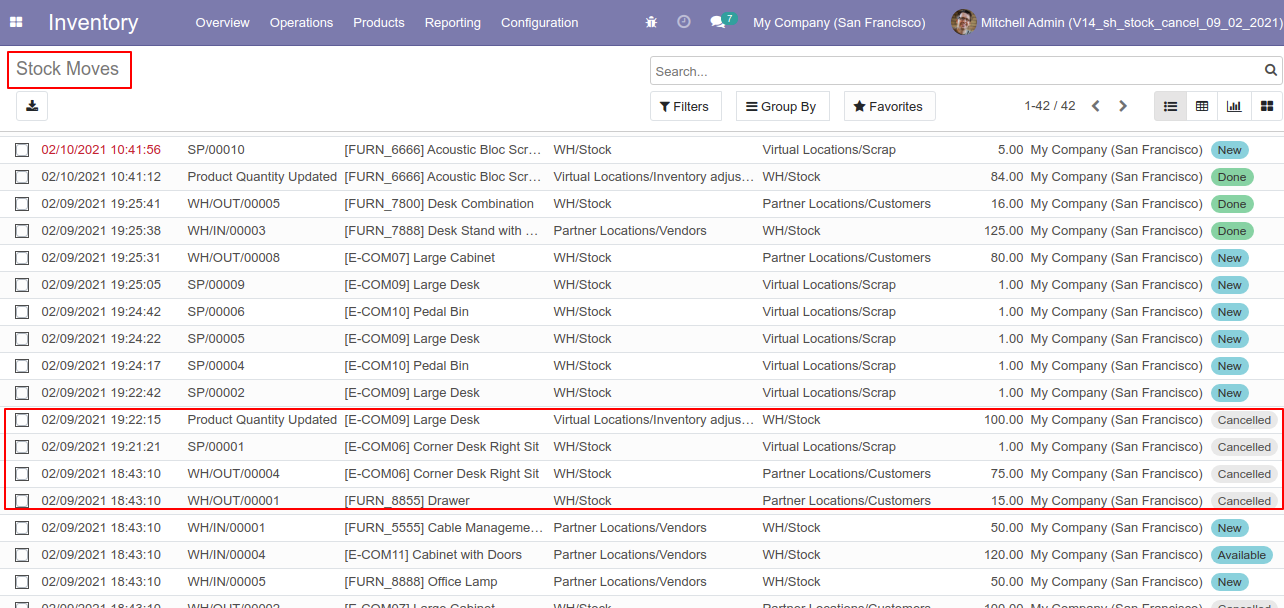 Inventory Overview Operations Products Reporting Configuration 7 My Company (San Francisco) Mitchell Admin (V14_sh_stock_cancel_09_02_2021)
Stock Moves
Search...
Filters Group By Favorites 1-42 / 42
02/10/2021 10:41:56 SP/00010 [FURN_6666] Acoustic Bloc Scr... WH/Stock Virtual Locations/Scrap 5.00 My Company (San Francisco) New
02/10/2021 10:41:12 Product Quantity Updated [FURN_6666] Acoustic Bloc Scr... Virtual Locations/Inventory adjus... WH/Stock 84.00 My Company (San Francisco) Done
02/09/2021 19:25:41 WH/OUT/00005 [FURN_7800] Desk Combination WH/Stock Partner Locations/Customers 16.00 My Company (San Francisco) Done
02/09/2021 19:25:38 WH/IN/00003 [FURN_7888] Desk Stand with ... Partner Locations/Vendors WH/Stock 125.00 My Company (San Francisco) Done
02/09/2021 19:25:31 WH/OUT/00008 [E-COM07] Large Cabinet WH/Stock Partner Locations/Customers 80.00 My Company (San Francisco) New
02/09/2021 19:25:05 SP/00009 [E-COM09] Large Desk WH/Stock Virtual Locations/Scrap 1.00 My Company (San Francisco) New
02/09/2021 19:24:42 SP/00006 [E-COM10] Pedal Bin WH/Stock Virtual Locations/Scrap 1.00 My Company (San Francisco) New
02/09/2021 19:24:22 SP/00005 [E-COM09] Large Desk WH/Stock Virtual Locations/Scrap 1.00 My Company (San Francisco) New
02/09/2021 19:24:17 SP/00004 [E-COM10] Pedal Bin WH/Stock Virtual Locations/Scrap 1.00 My Company (San Francisco) New
02/09/2021 19:22:42 SP/00002 [E-COM09] Large Desk WH/Stock Virtual Locations/Scrap 1.00 My Company (San Francisco) New
02/09/2021 19:22:15 Product Quantity Updated [E-COM09] Large Desk Virtual Locations/Inventory adjus... WH/Stock 100.00 My Company (San Francisco) Cancelled
02/09/2021 19:21:21 SP/00001 [E-COM06] Corner Desk Right Sit WH/Stock Virtual Locations/Scrap 1.00 My Company (San Francisco) Cancelled
02/09/2021 18:43:10 WH/OUT/00004 [E-COM06] Corner Desk Right Sit WH/Stock Partner Locations/Customers 75.00 My Company (San Francisco) Cancelled
02/09/2021 18:43:10 WH/OUT/00001 [FURN_8855] Drawer WH/Stock Partner Locations/Customers 15.00 My Company (San Francisco) Cancelled
02/09/2021 18:43:10 WH/IN/00001 [FURN_5555] Cable Manageme... Partner Locations/Vendors WH/Stock 50.00 My Company (San Francisco) New
02/09/2021 18:43:10 WH/IN/00004 [E-COM11] Cabinet with Doors Partner Locations/Vendors WH/Stock 120.00 My Company (San Francisco) Available
02/09/2021 18:43:10 WH/IN/00005 [FURN_8888] Office Lamp Partner Locations/Vendors WH/Stock 50.00 My Company (San Francisco) New